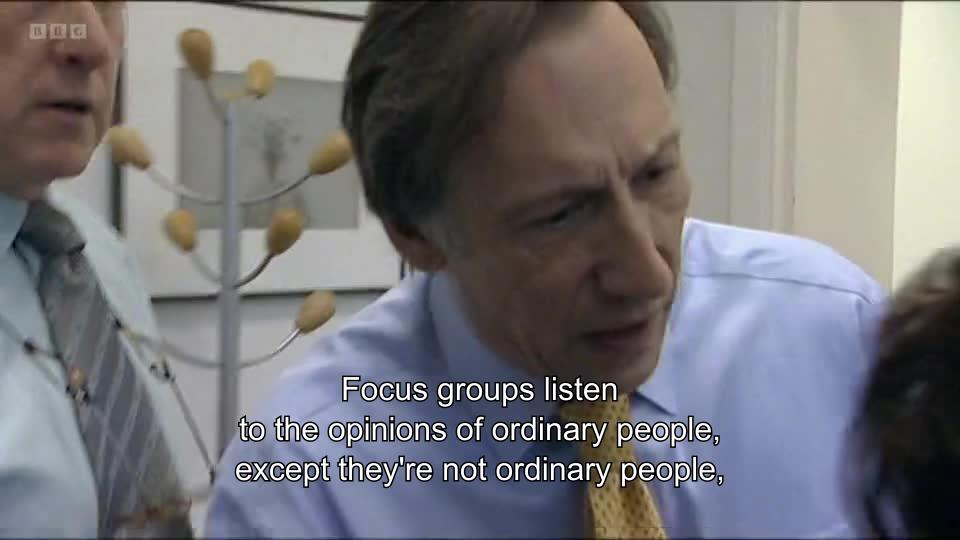 BBC
Focus groups listen
to the opinions of ordinary people,
except they're not ordinary people,